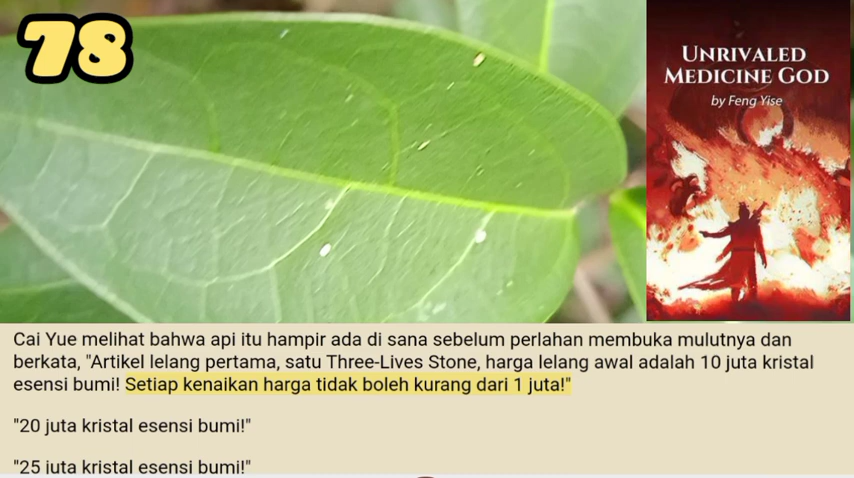 78
UNRIVALED
MEDICINE GOD
by Feng Yise
Cai Yue melihat bahwa api itu hampir ada di sana sebelum perlahan membuka mulutnya dan
berkata, "Artikel lelang pertama, satu Three-Lives Stone, harga lelang awal adalah 10 juta kristal
esensi bumi! Setiap kenaikan harga tidak boleh kurang dari 1 juta!"
"20 juta kristal esensi bumi!"
"25 juta kristal esensi bumi!"